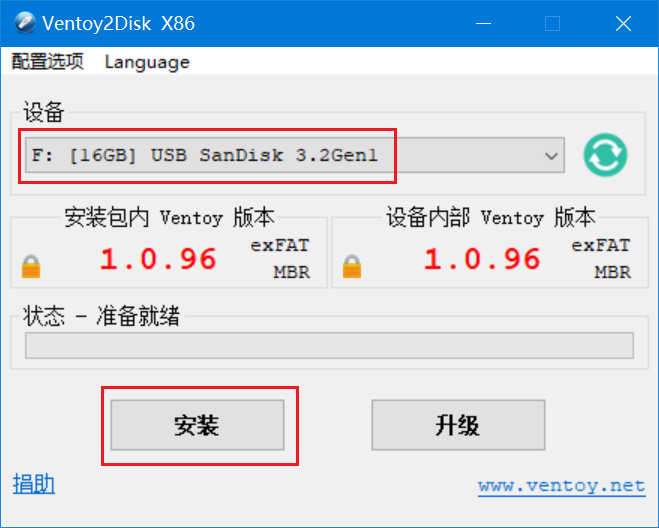 Ventoy2Disk X86
配置选项 Language
设备
F: [16GB] USB SanDisk 3.2Gen1
安装包内 Ventoy 版本
1.0.96
exFAT
MBR
设备内部 Ventoy 版本
1.0.96
exFAT
MBR
状态 - 准备就绪
安装
升级
捐助
www.ventoy.net